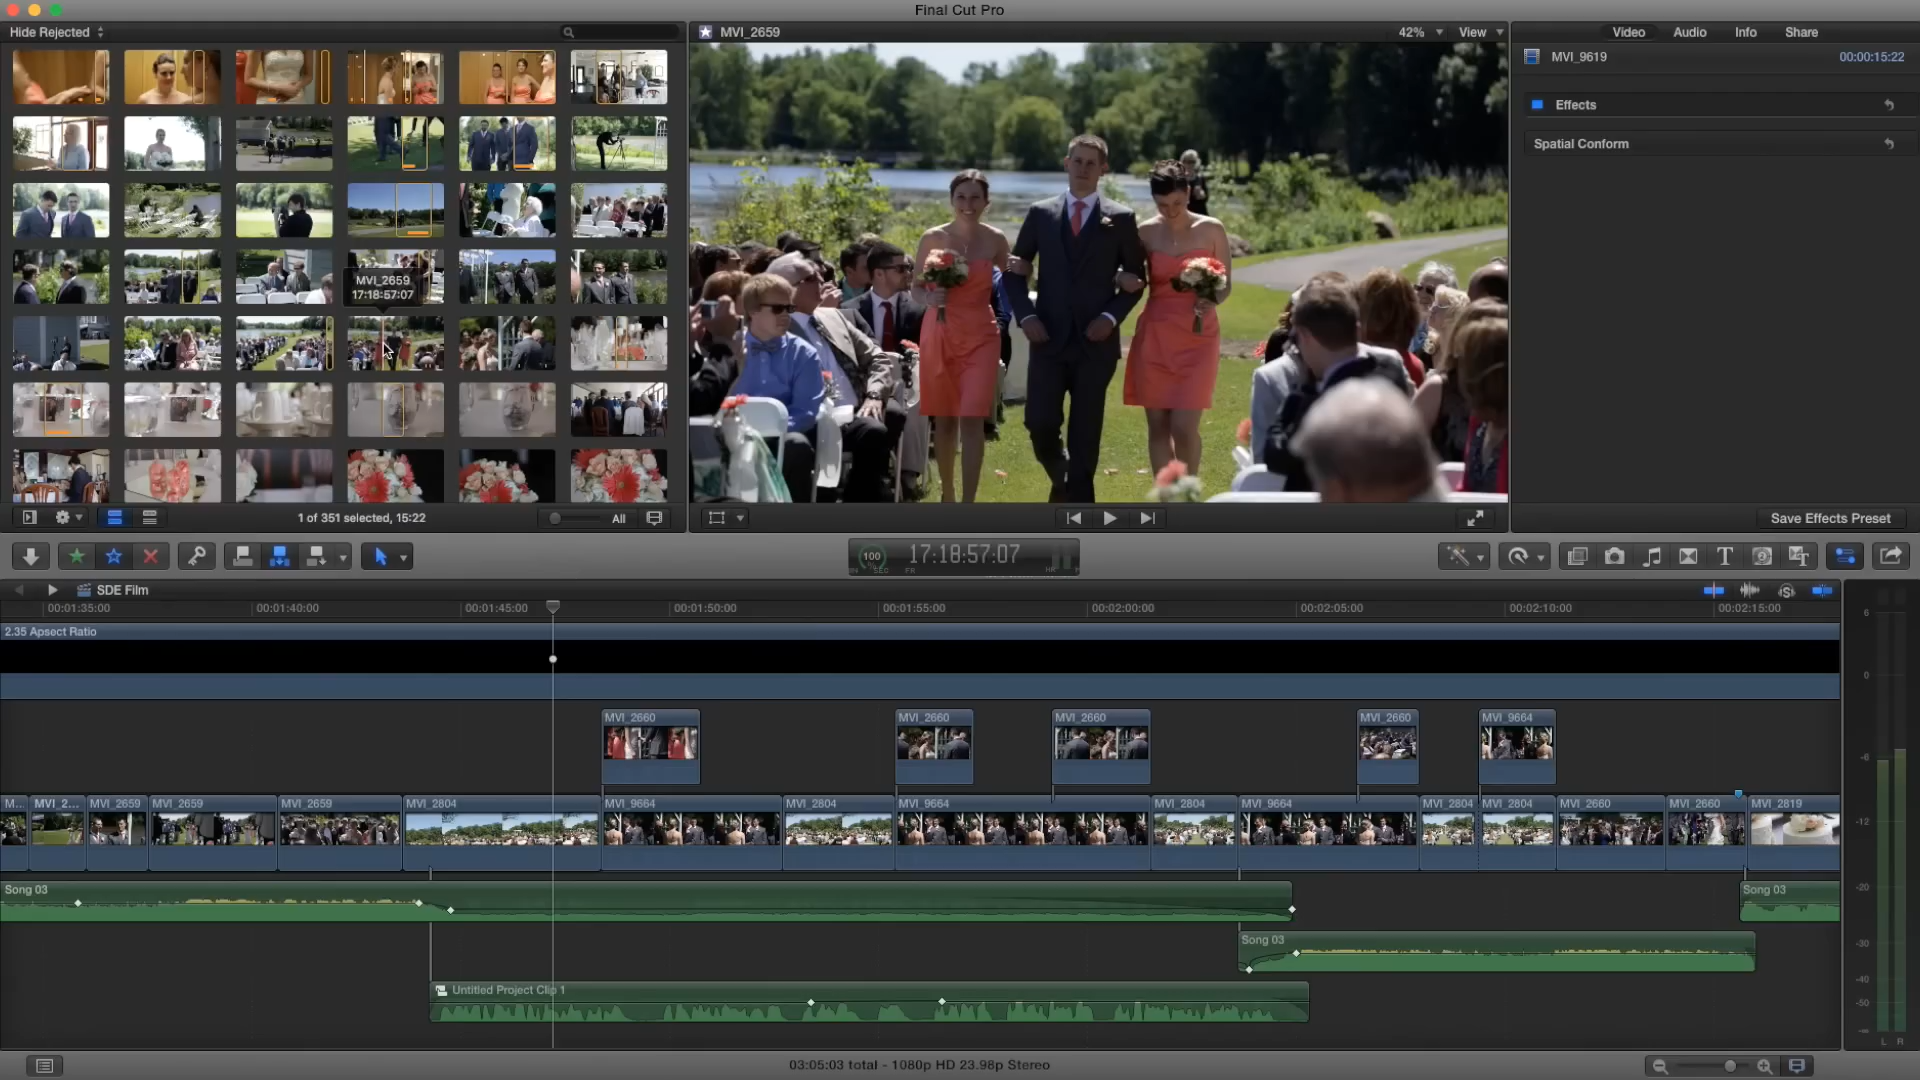 Final Cut Pro
Hide Rejected
MVI_2659
42%
View
Video
Audio
Info
Share
MVI_9619
00:00:15:22
Effects
Spatial Conform
MVI_2659
17:18:57:07
1 of 351 selected, 15:22
All
Save Effects Preset
100
17:18:57:07
SEC
FR
HR
SDE Film
00:01:35:00
00:01:40:00
00:01:45:00
00:01:50:00
00:01:55:00
00:02:00:00
00:02:05:00
00:02:10:00
00:02:15:00
2.35 Apsect Ratio
MVI_2660
MVI_2660
MVI_2660
MVI_2660
MVI_9664
M...
MVI_2...
MVI_2659
MVI_2659
MVI_2659
MVI_2804
MVI_9664
MVI_2804
MVI_9664
MVI_2804
MVI_9664
MVI_2804
MVI_2804
MVI_2660
MVI_2660
MVI_2819
Song 03
Song 03
Song 03
Untitled Project Clip 1
6
0
-6
-12
-20
-30
-40
-50
-∞
L R
03:05:03 total - 1080p HD 23.98p Stereo